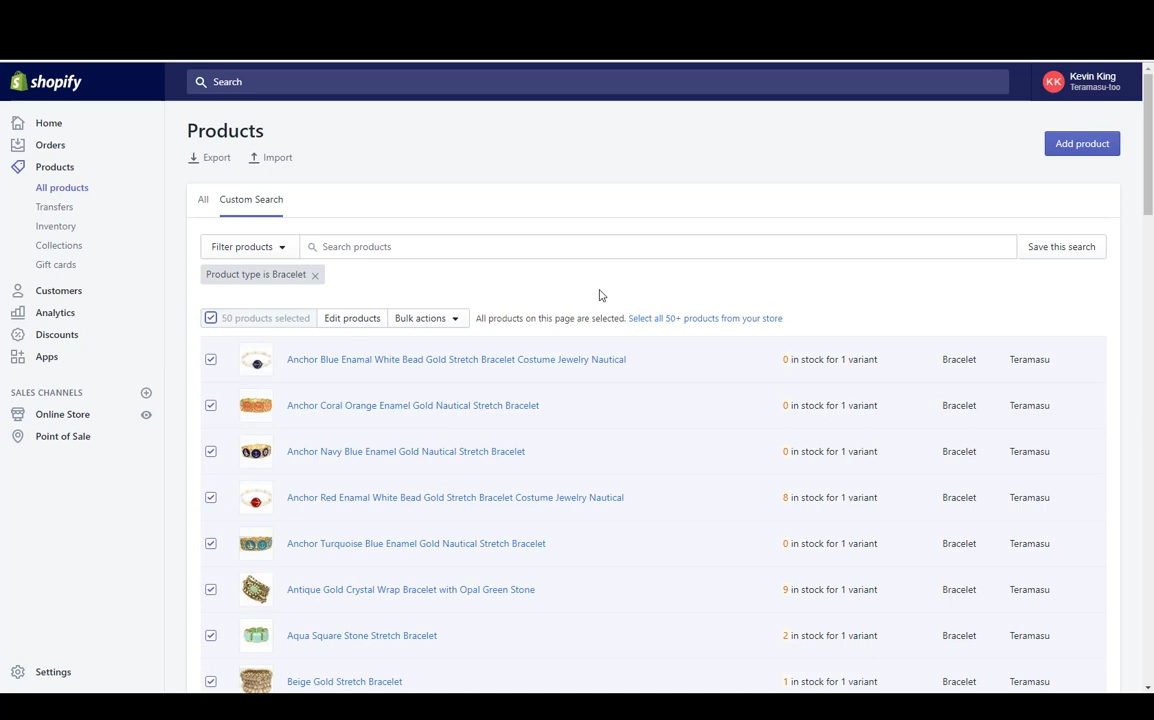 shopify
Search
KK Kevin King
Teramasu-too
Home
Orders
Products
All products
Transfers
Inventory
Collections
Gift cards
Customers
Analytics
Discounts
Apps
SALES CHANNELS
Online Store
Point of Sale
Settings
Products
Export Import
Add product
All Custom Search
Filter products Search products Save this search
Product type is Bracelet
50 products selected Edit products Bulk actions All products on this page are selected. Select all 50+ products from your store
Anchor Blue Enamal White Bead Gold Stretch Bracelet Costume Jewelry Nautical 0 in stock for 1 variant Bracelet Teramasu
Anchor Coral Orange Enamel Gold Nautical Stretch Bracelet 0 in stock for 1 variant Bracelet Teramasu
Anchor Navy Blue Enamel Gold Nautical Stretch Bracelet 0 in stock for 1 variant Bracelet Teramasu
Anchor Red Enamal White Bead Gold Stretch Bracelet Costume Jewelry Nautical 8 in stock for 1 variant Bracelet Teramasu
Anchor Turquoise Blue Enamel Gold Nautical Stretch Bracelet 0 in stock for 1 variant Bracelet Teramasu
Antique Gold Crystal Wrap Bracelet with Opal Green Stone 9 in stock for 1 variant Bracelet Teramasu
Aqua Square Stone Stretch Bracelet 2 in stock for 1 variant Bracelet Teramasu
Beige Gold Stretch Bracelet 1 in stock for 1 variant Bracelet Teramasu